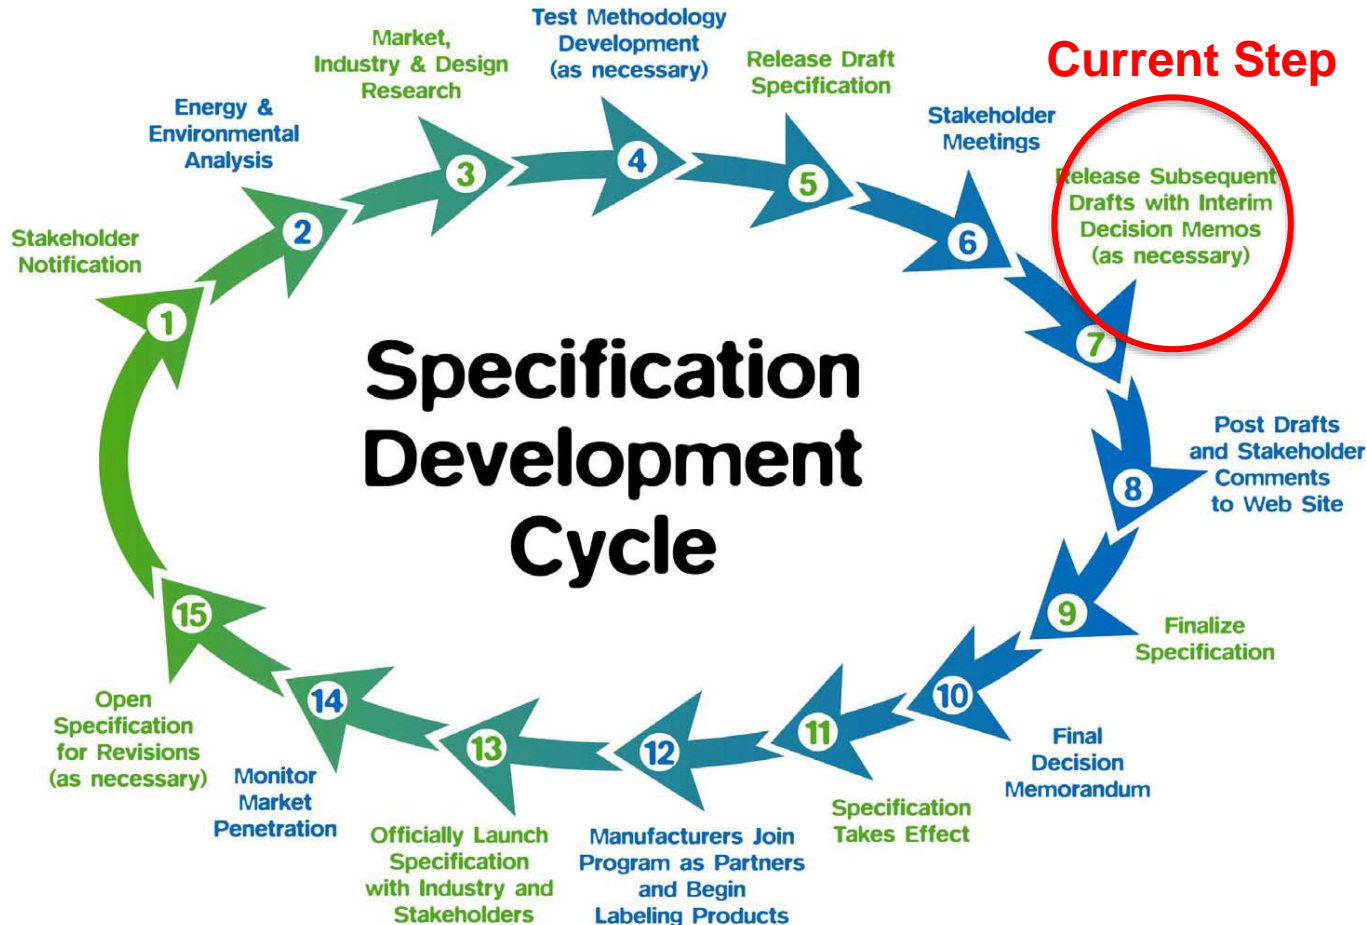 Current Step
Specification
Development
Cycle
1
Stakeholder
Notification
2
Energy &
Environmental
Analysis
3
Market,
Industry & Design
Research
4
Test Methodology
Development
(as necessary)
5
Release Draft
Specification
6
Stakeholder
Meetings
7
Release Subsequent
Drafts with Interim
Decision Memos
(as necessary)
8
Post Drafts
and Stakeholder
Comments
to Web Site
9
Finalize
Specification
10
Final
Decision
Memorandum
11
Specification
Takes Effect
12
Manufacturers Join
Program as Partners
and Begin
Labeling Products
13
Officially Launch
Specification
with Industry and
Stakeholders
14
Monitor
Market
Penetration
15
Open
Specification
for Revisions
(as necessary)